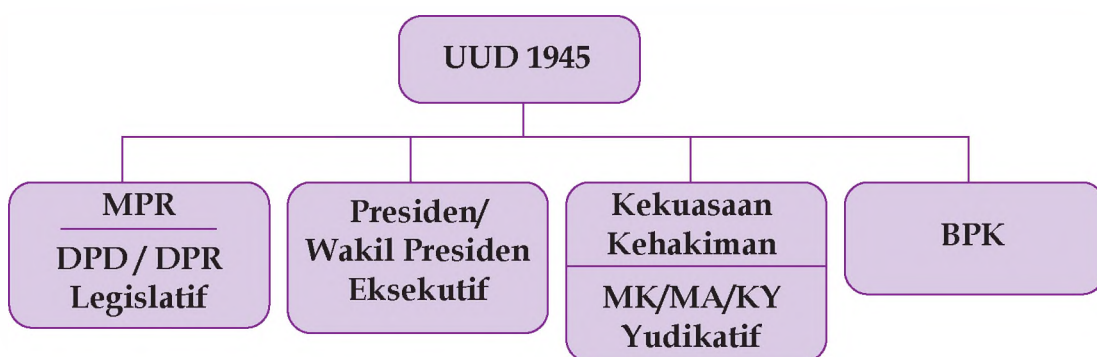 UUD 1945
MPR
DPD / DPR
Legislatif
Presiden/
Wakil Presiden
Eksekutif
Kekuasaan
Kehakiman
MK/MA/KY
Yudikatif
BPK